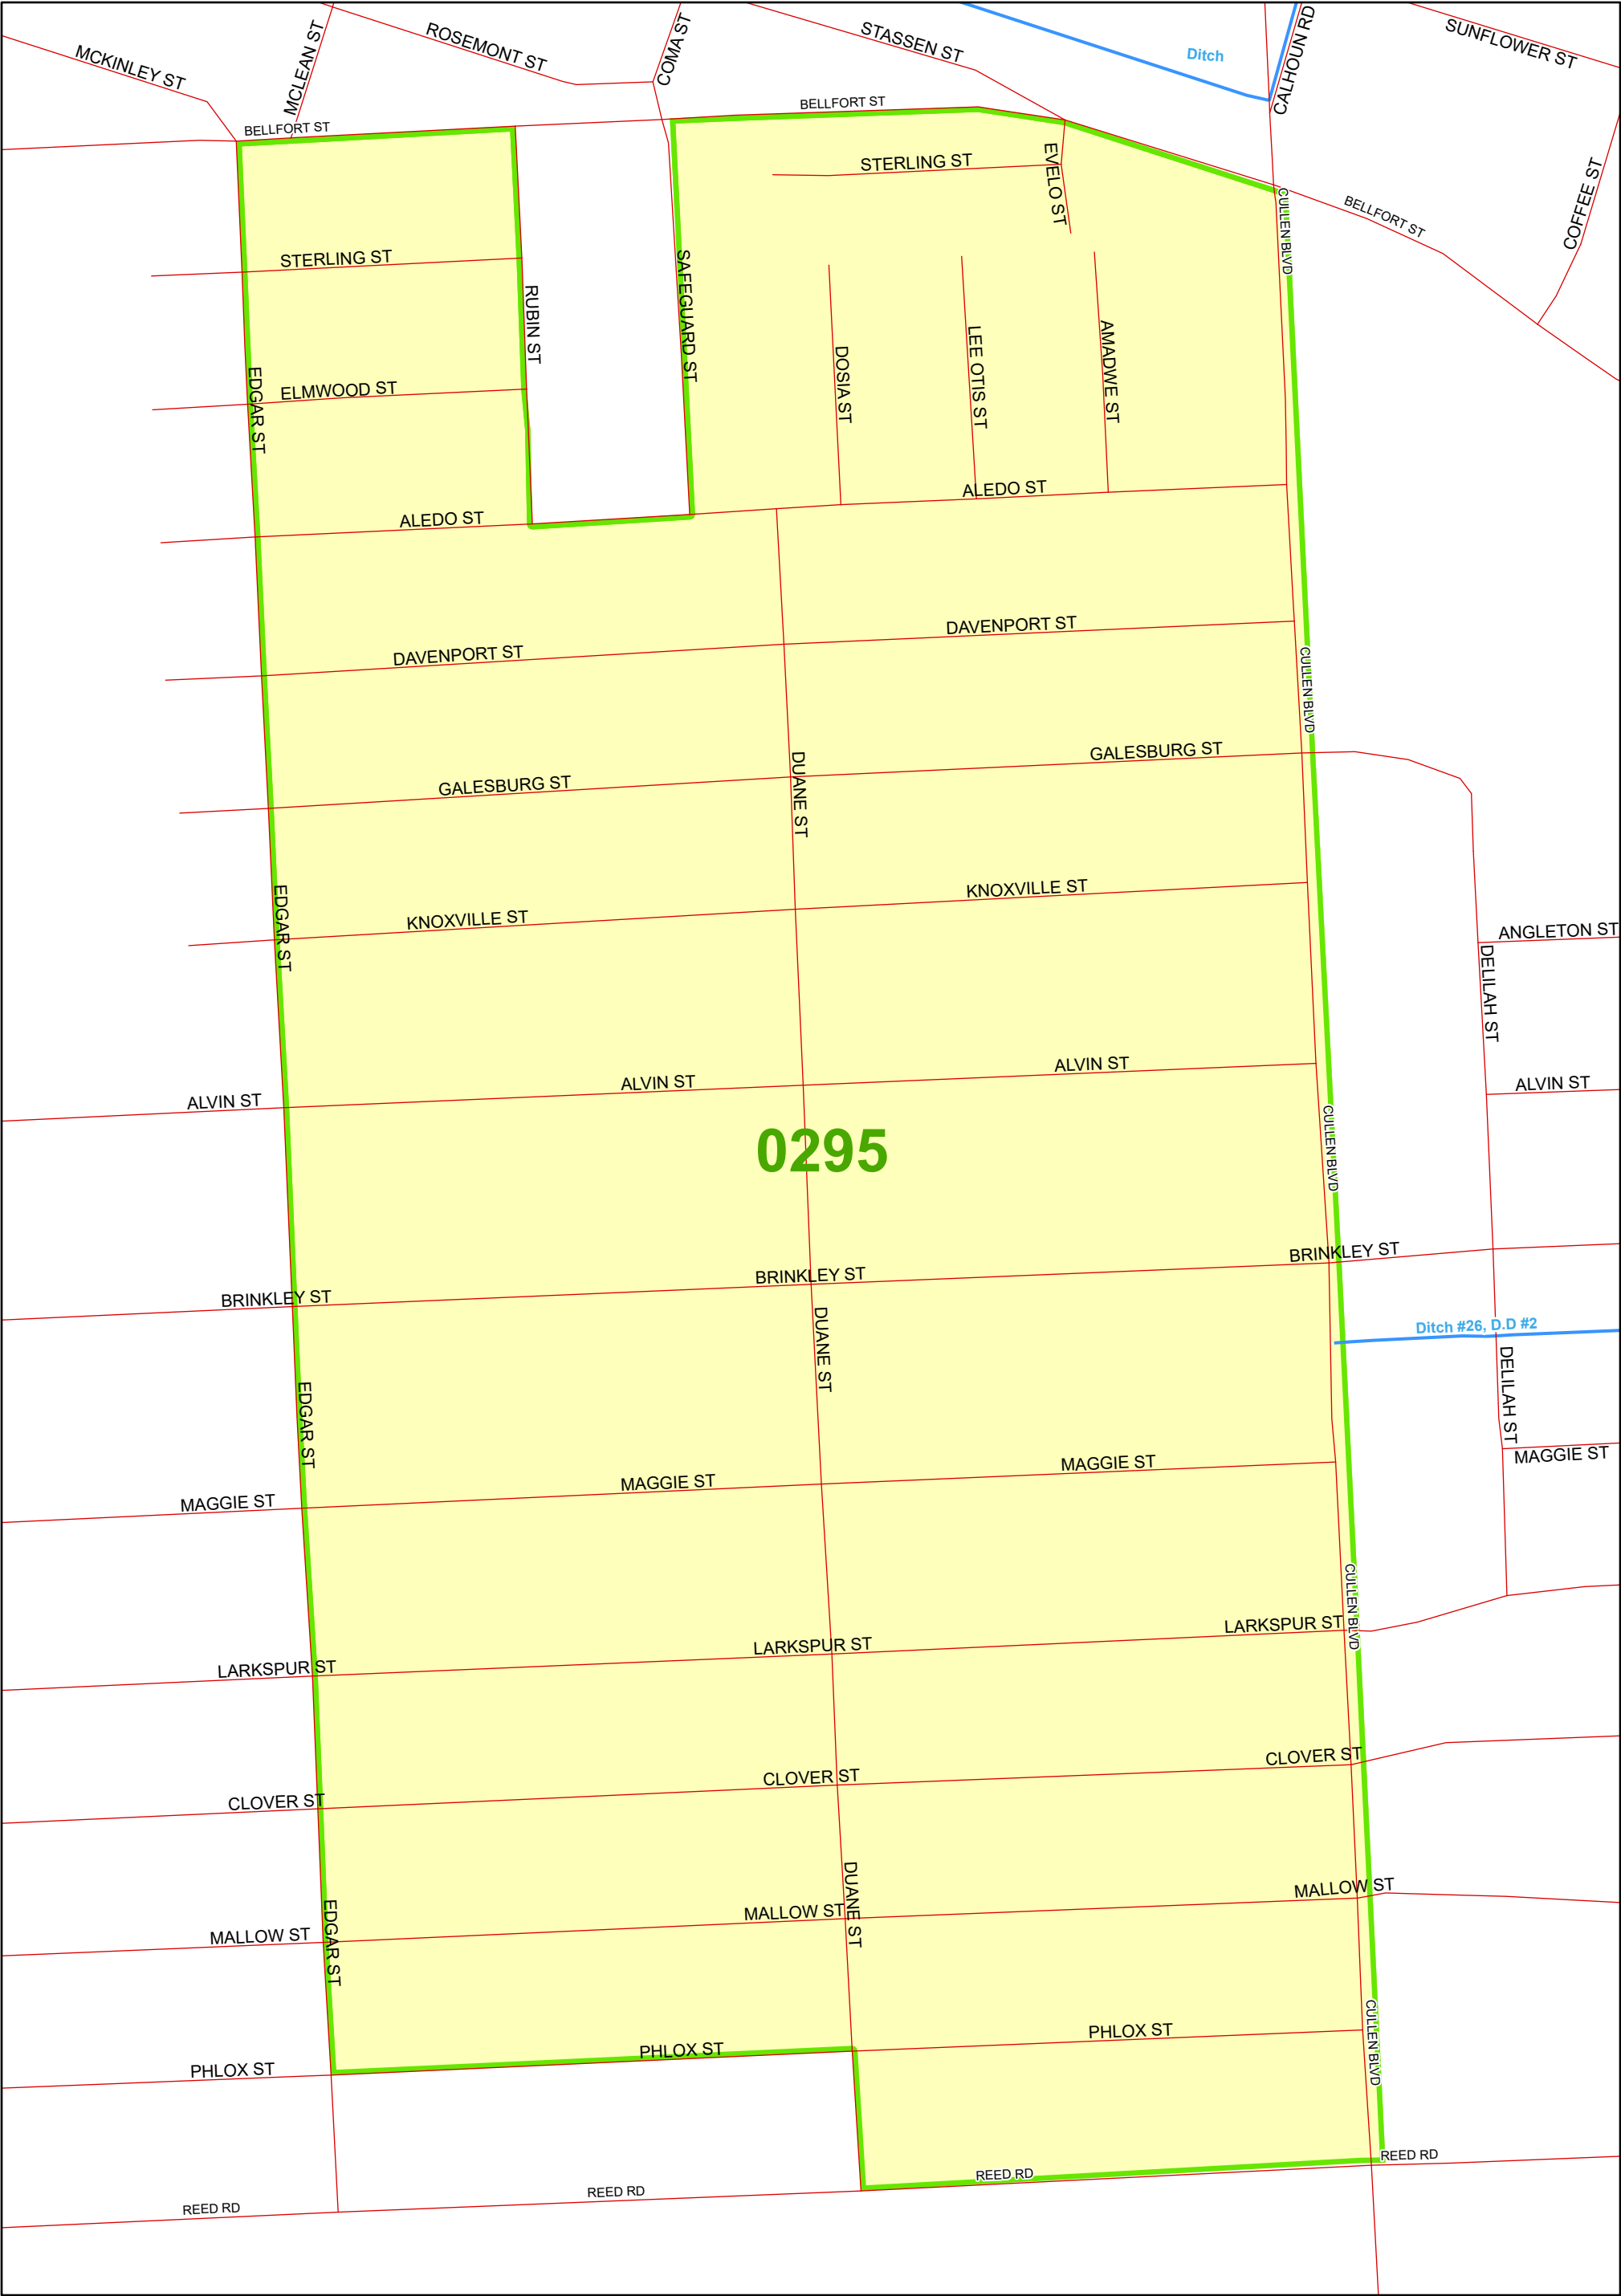 MCKINLEY ST
MCLEAN ST
ROSEMONT ST
COMA ST
STASSEN ST
Ditch
CALHOUN RD
SUNFLOWER ST
BELLFORT ST
BELLFORT ST
STERLING ST
EVELO ST
COFFEE ST
BELLFORT ST
CULLEN BLVD
STERLING ST
RUBIN ST
SAFEGUARD ST
DOSIA ST
LEE OTIS ST
AMADWE ST
EDGAR ST
ELMWOOD ST
ALEDO ST
ALEDO ST
DAVENPORT ST
DAVENPORT ST
CULLEN BLVD
GALESBURG ST
DUANE ST
GALESBURG ST
EDGAR ST
KNOXVILLE ST
KNOXVILLE ST
ANGLETON ST
DELILAH ST
ALVIN ST
ALVIN ST
ALVIN ST
ALVIN ST
0295
CULLEN BLVD
BRINKLEY ST
BRINKLEY ST
BRINKLEY ST
Ditch #26, D.D #2
DUANE ST
DELILAH ST
EDGAR ST
MAGGIE ST
MAGGIE ST
MAGGIE ST
MAGGIE ST
CULLEN BLVD
LARKSPUR ST
LARKSPUR ST
LARKSPUR ST
CLOVER ST
CLOVER ST
CLOVER ST
MALLOW ST
EDGAR ST
MALLOW ST
DUANE ST
MALLOW ST
CULLEN BLVD
PHLOX ST
PHLOX ST
PHLOX ST
REED RD
REED RD
REED RD
REED RD